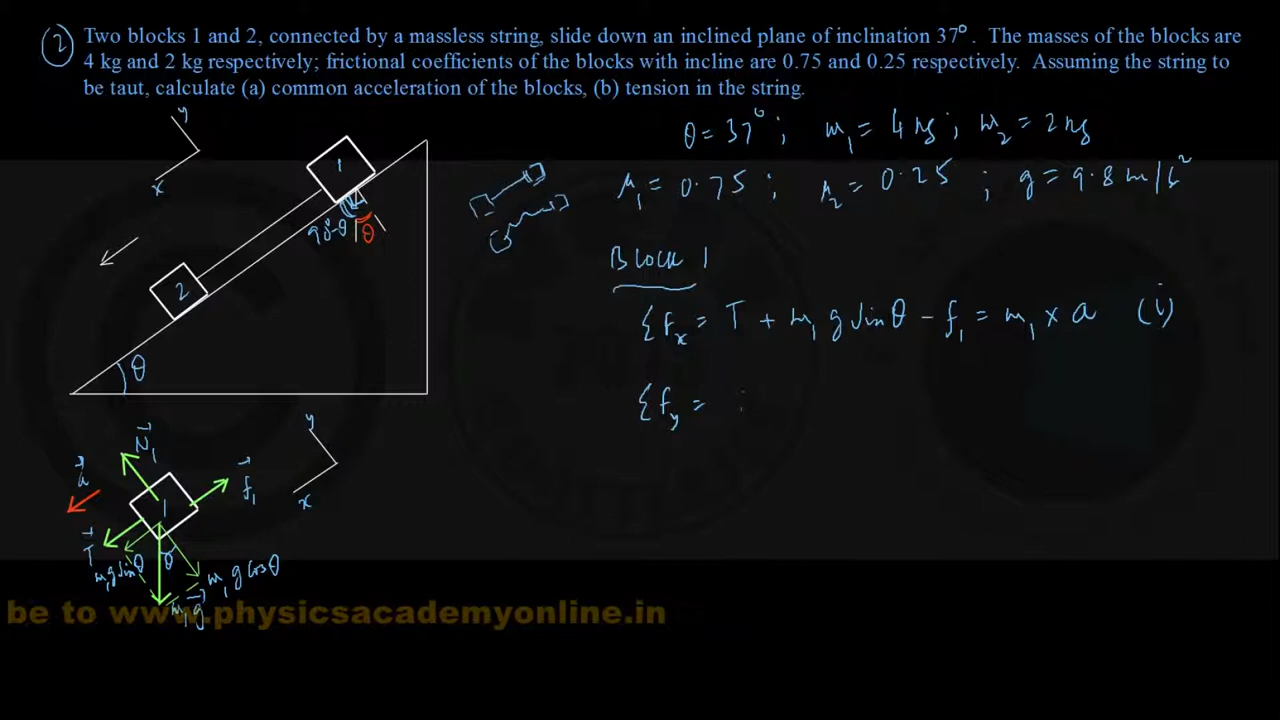 (2) Two blocks 1 and 2, connected by a massless string, slide down an inclined plane of inclination 37°. The masses of the blocks are
4 kg and 2 kg respectively; frictional coefficients of the blocks with incline are 0.75 and 0.25 respectively. Assuming the string to
be taut, calculate (a) common acceleration of the blocks, (b) tension in the string.
θ = 37°; m₁ = 4 kg; m₂ = 2 kg
μ₁ = 0.75; μ₂ = 0.25; g = 9.8 m/s²
y
x
1
90°-θ
θ
2
θ
Block 1
ΣFₓ = T + m₁ g sinθ - f₁ = m₁ × a (i)
ΣFᵧ =
y
x
N⃗₁
a⃗
f⃗₁
1
T⃗
m₁g sinθ
θ
m₁ g cosθ
m₁g⃗
be to www.physicsacademyonline.in